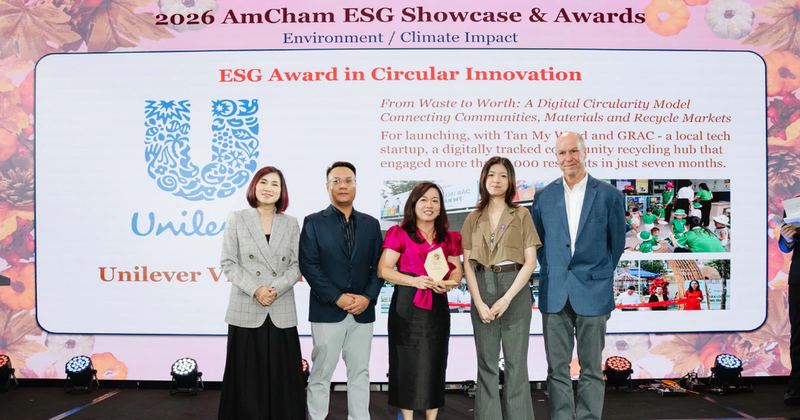 2026 AmCham ESG Showcase & Awards
Environment / Climate Impact
ESG Award in Circular Innovation
From Waste to Worth: A Digital Circularity Model
Connecting Communities, Materials and Recycle Markets
For launching, with Tan My Ward and GRAC - a local tech
startup, a digitally tracked community recycling hub that
engaged more 000 residents in just seven months.
Unilever
Unilever V